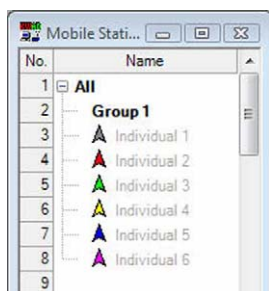 Mobile Stati...
No. Name
1 All
2 Group 1
3 Individual 1
4 Individual 2
5 Individual 3
6 Individual 4
7 Individual 5
8 Individual 6
9